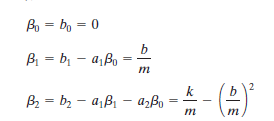 β₀ = b₀ = 0
β₁ = b₁ − a₁β₀ = b/m
β₂ = b₂ − a₁β₁ − a₂β₀ = k/m − (b/m)²